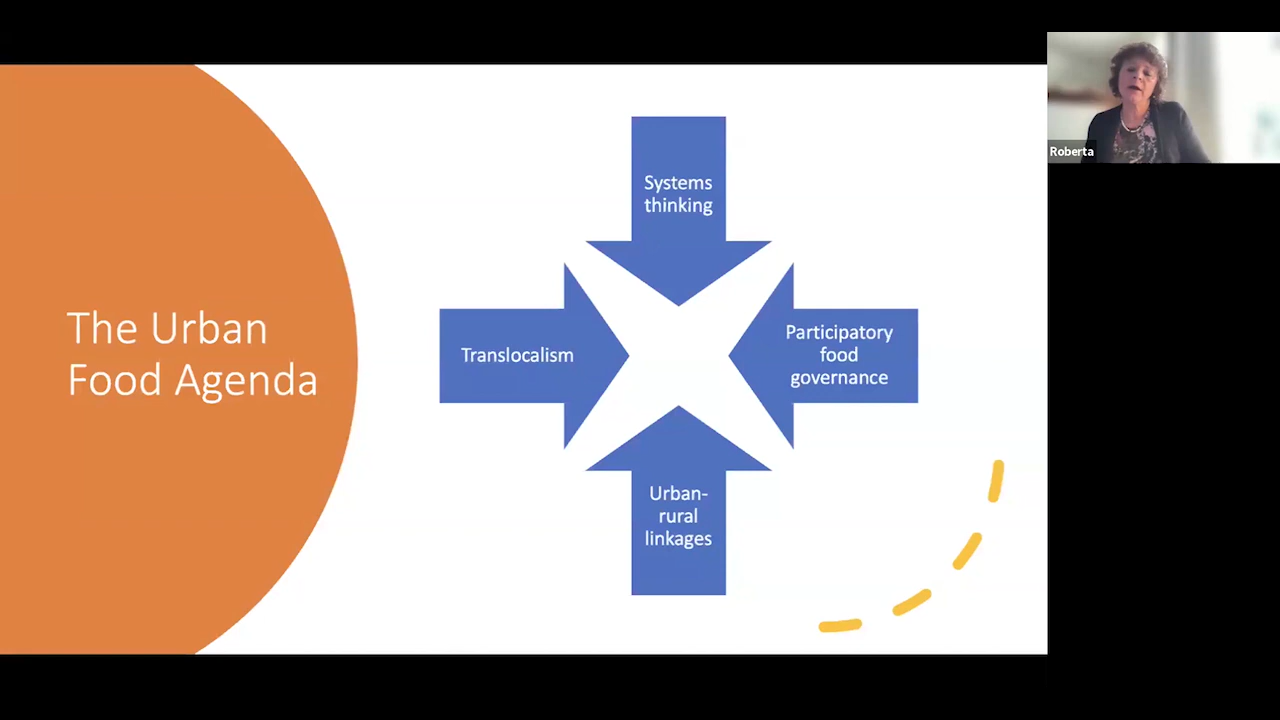 The Urban
Food Agenda
Systems
thinking
Translocalism
Participatory
food
governance
Urban-
rural
linkages
Roberta